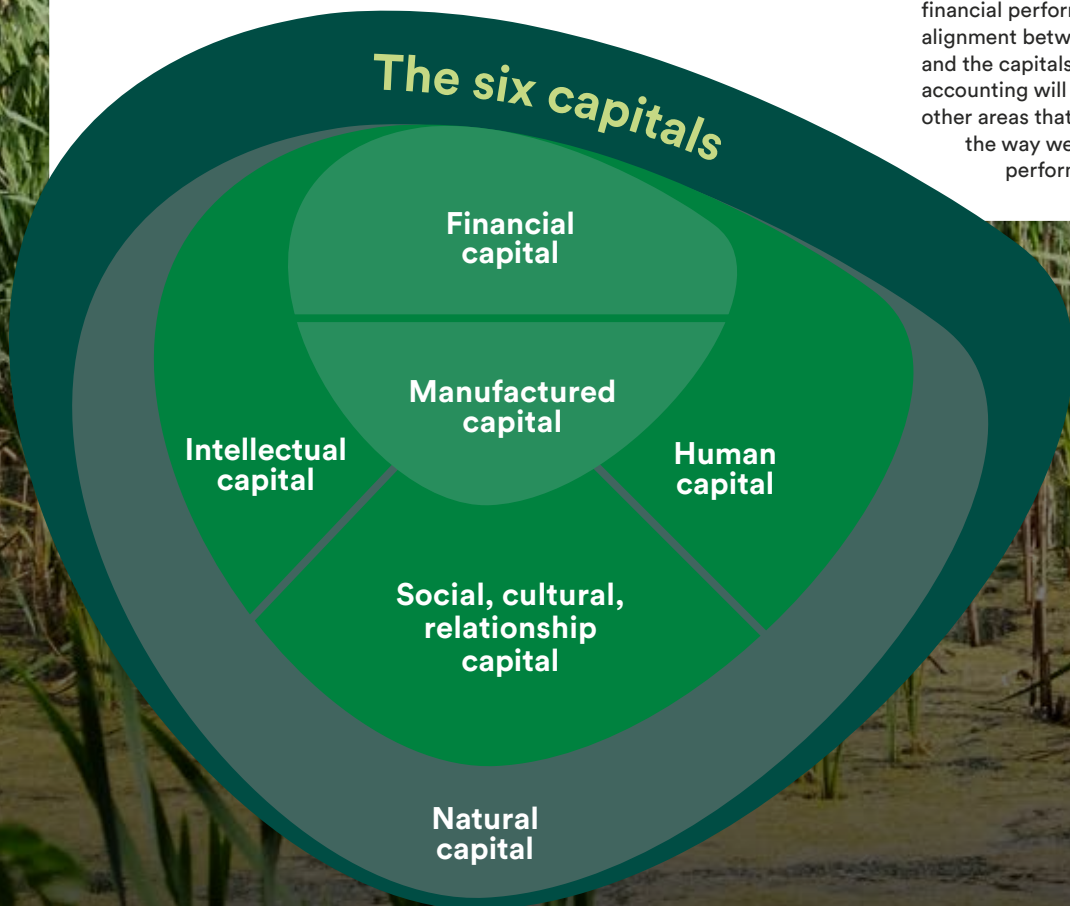 financial
alignment
and the capitals
accounting will
other areas that
the way we
The six capitals
Financial
capital
Manufactured
capital
Intellectual
capital
Human
capital
Social, cultural,
relationship
capital
Natural
capital